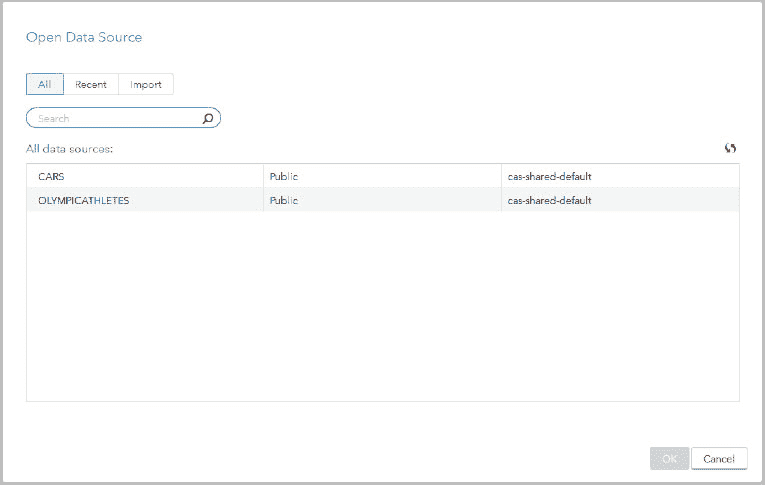 Open Data Source
All Recent Import
Search
All data sources:
CARS Public cas-shared-default
OLYMPICATHLETES Public cas-shared-default
OK Cancel